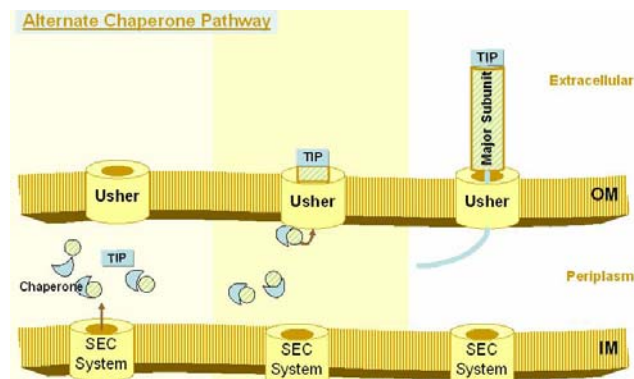 Alternate Chaperone Pathway
TIP
Extracellular
Major Subunit
TIP
Usher
Usher
Usher
OM
TIP
Chaperone
Periplasm
SEC
System
SEC
System
SEC
System
IM